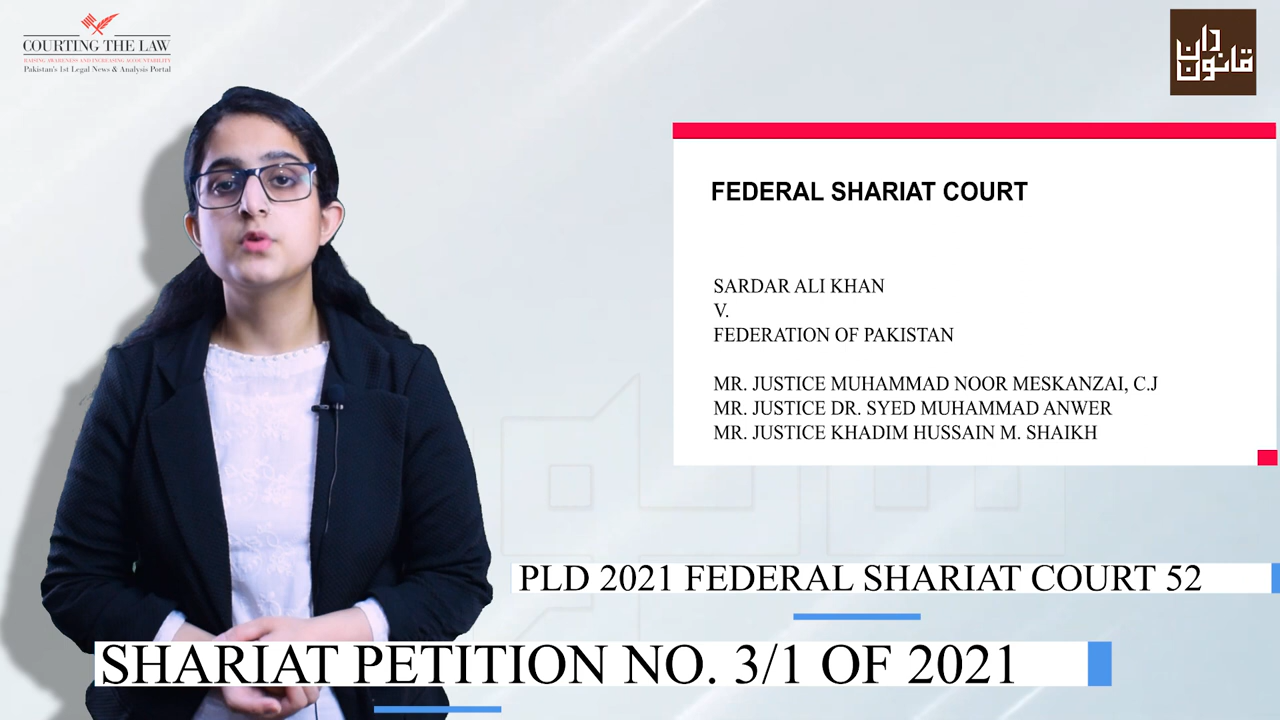 COURTING THE LAW
RAISING AWARENESS AND INCREASING ACCOUNTABILITY
Pakistan's 1st Legal News & Analysis Portal
قانون دان
FEDERAL SHARIAT COURT
SARDAR ALI KHAN
V.
FEDERATION OF PAKISTAN
MR. JUSTICE MUHAMMAD NOOR MESKANZAI, C.J
MR. JUSTICE DR. SYED MUHAMMAD ANWER
MR. JUSTICE KHADIM HUSSAIN M. SHAIKH
PLD 2021 FEDERAL SHARIAT COURT 52
SHARIAT PETITION NO. 3/1 OF 2021